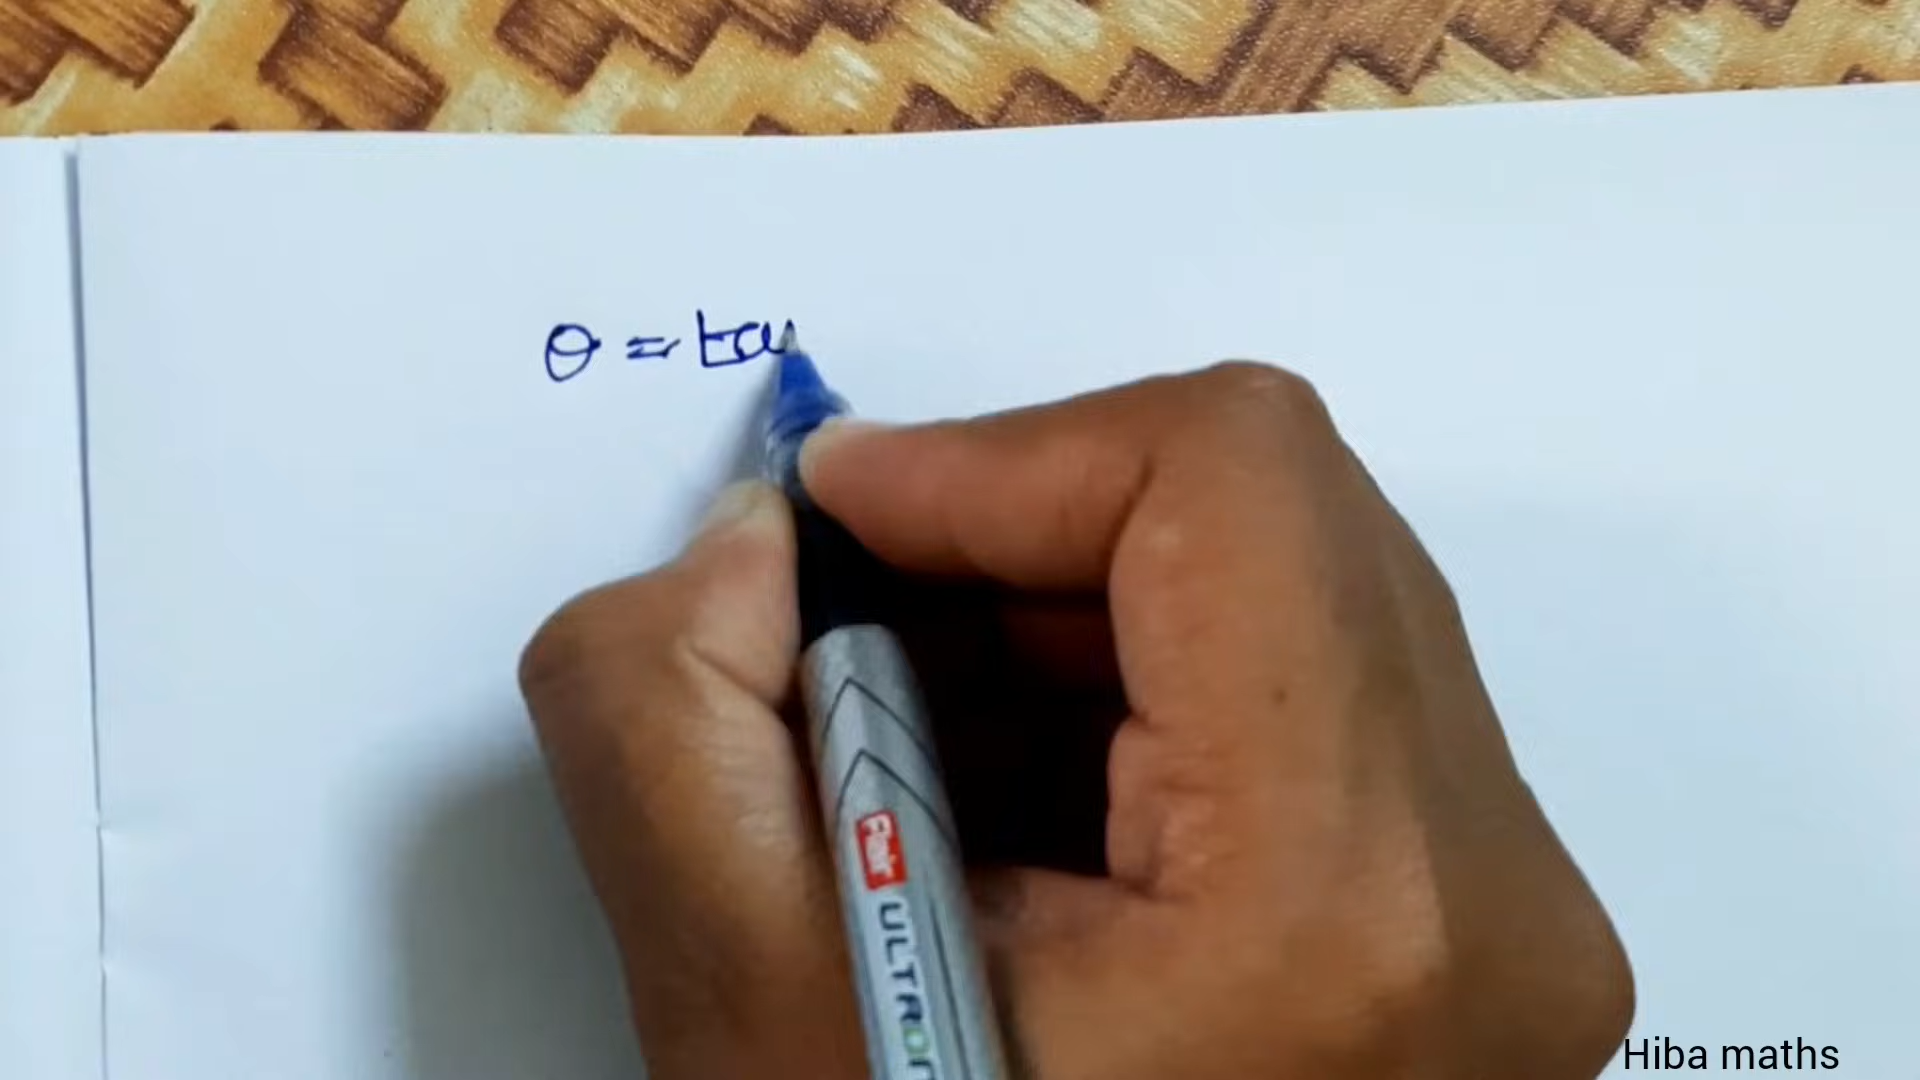 θ = tan
Flair ULTRON
Hiba maths